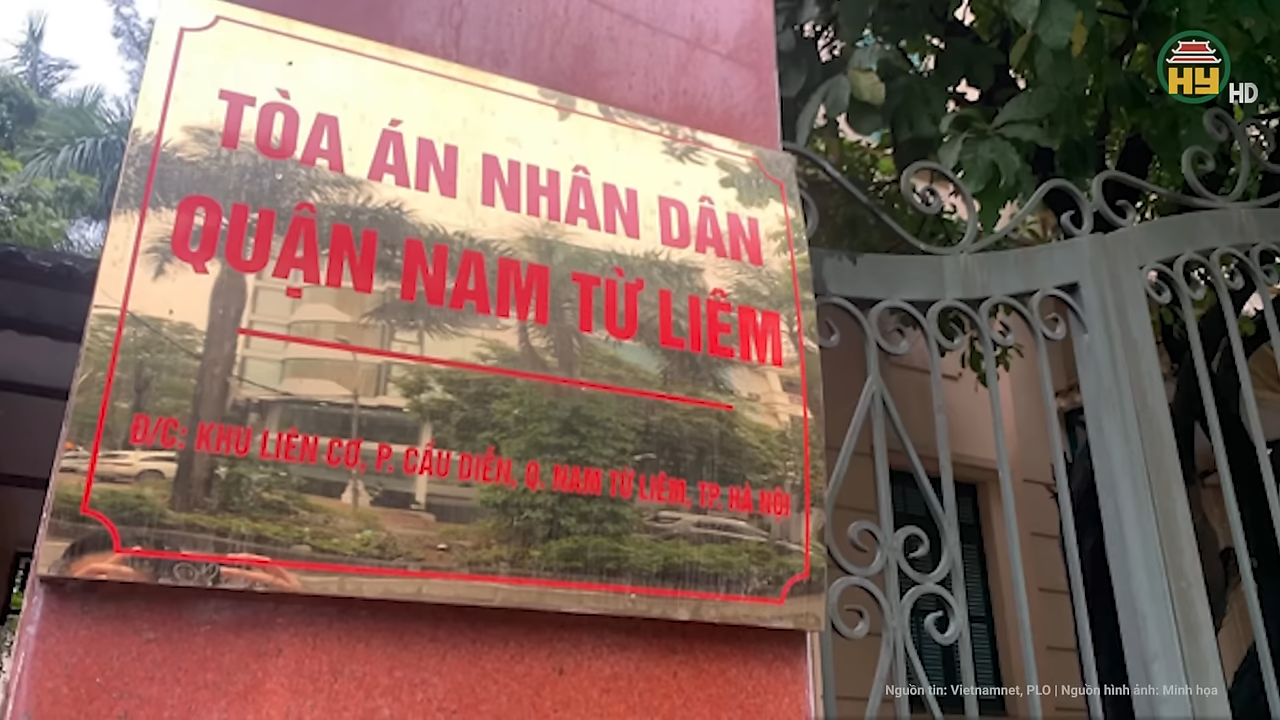 TÒA ÁN NHÂN DÂN
QUẬN NAM TỪ LIÊM
Đ/C: KHU LIÊN CƠ, P. CẦU DIỄN, Q. NAM TỪ LIÊM, TP. HÀ NỘI
HY HD
Nguồn tin: Vietnamnet, PLO | Nguồn hình ảnh: Minh họa